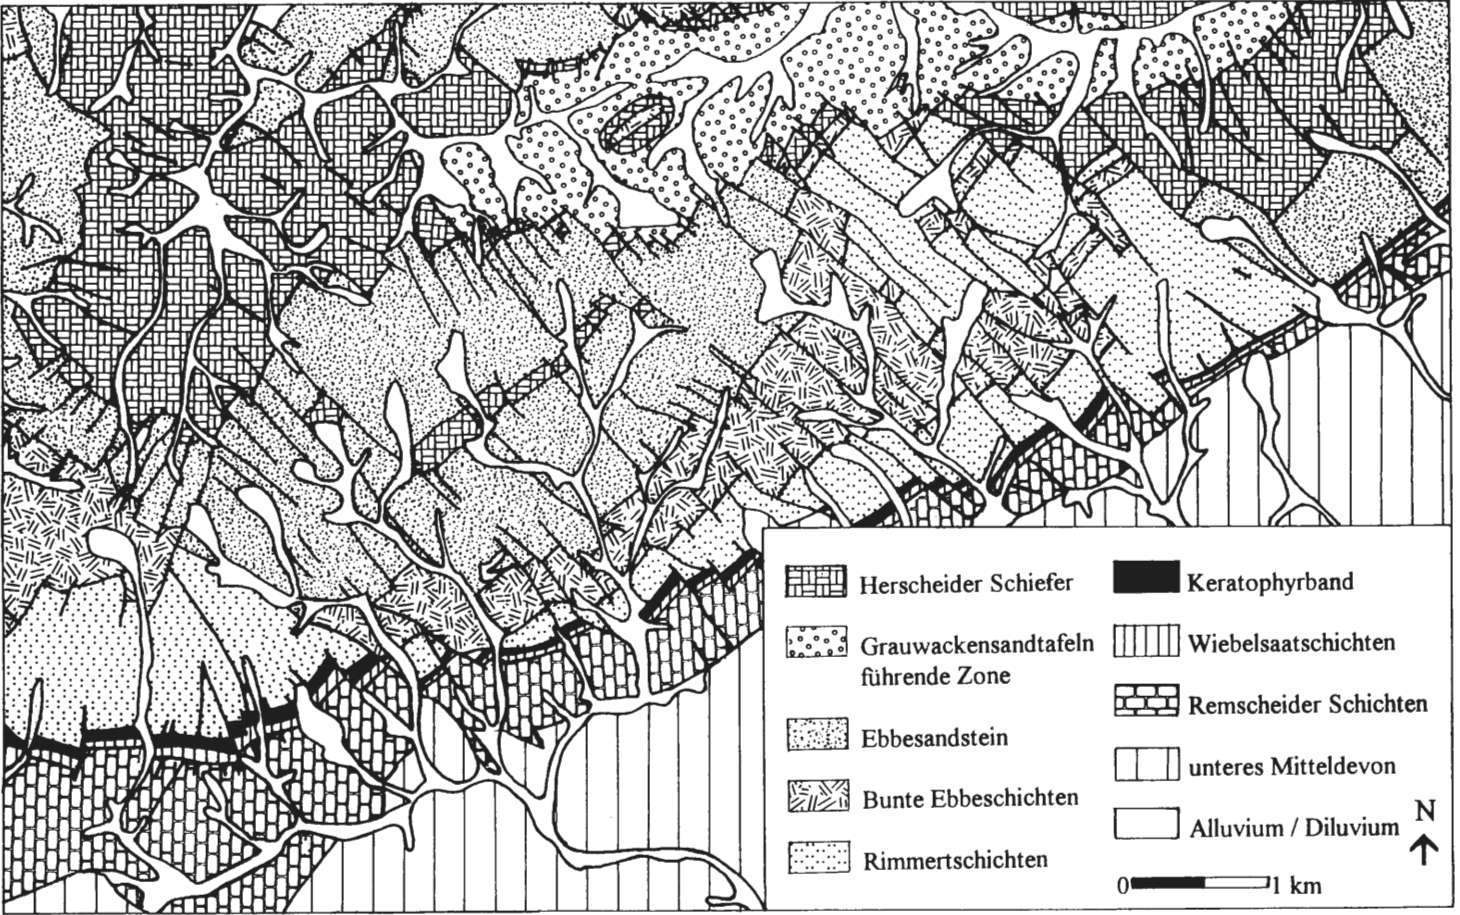 Herscheider Schiefer
Grauwackensandtafeln
führende Zone
Ebbesandstein
Bunte Ebbeschichten
Rimmertschichten
Keratophyrband
Wiebelsaatschichten
Remscheider Schichten
unteres Mitteldevon
Alluvium / Diluvium
N
0 1 km